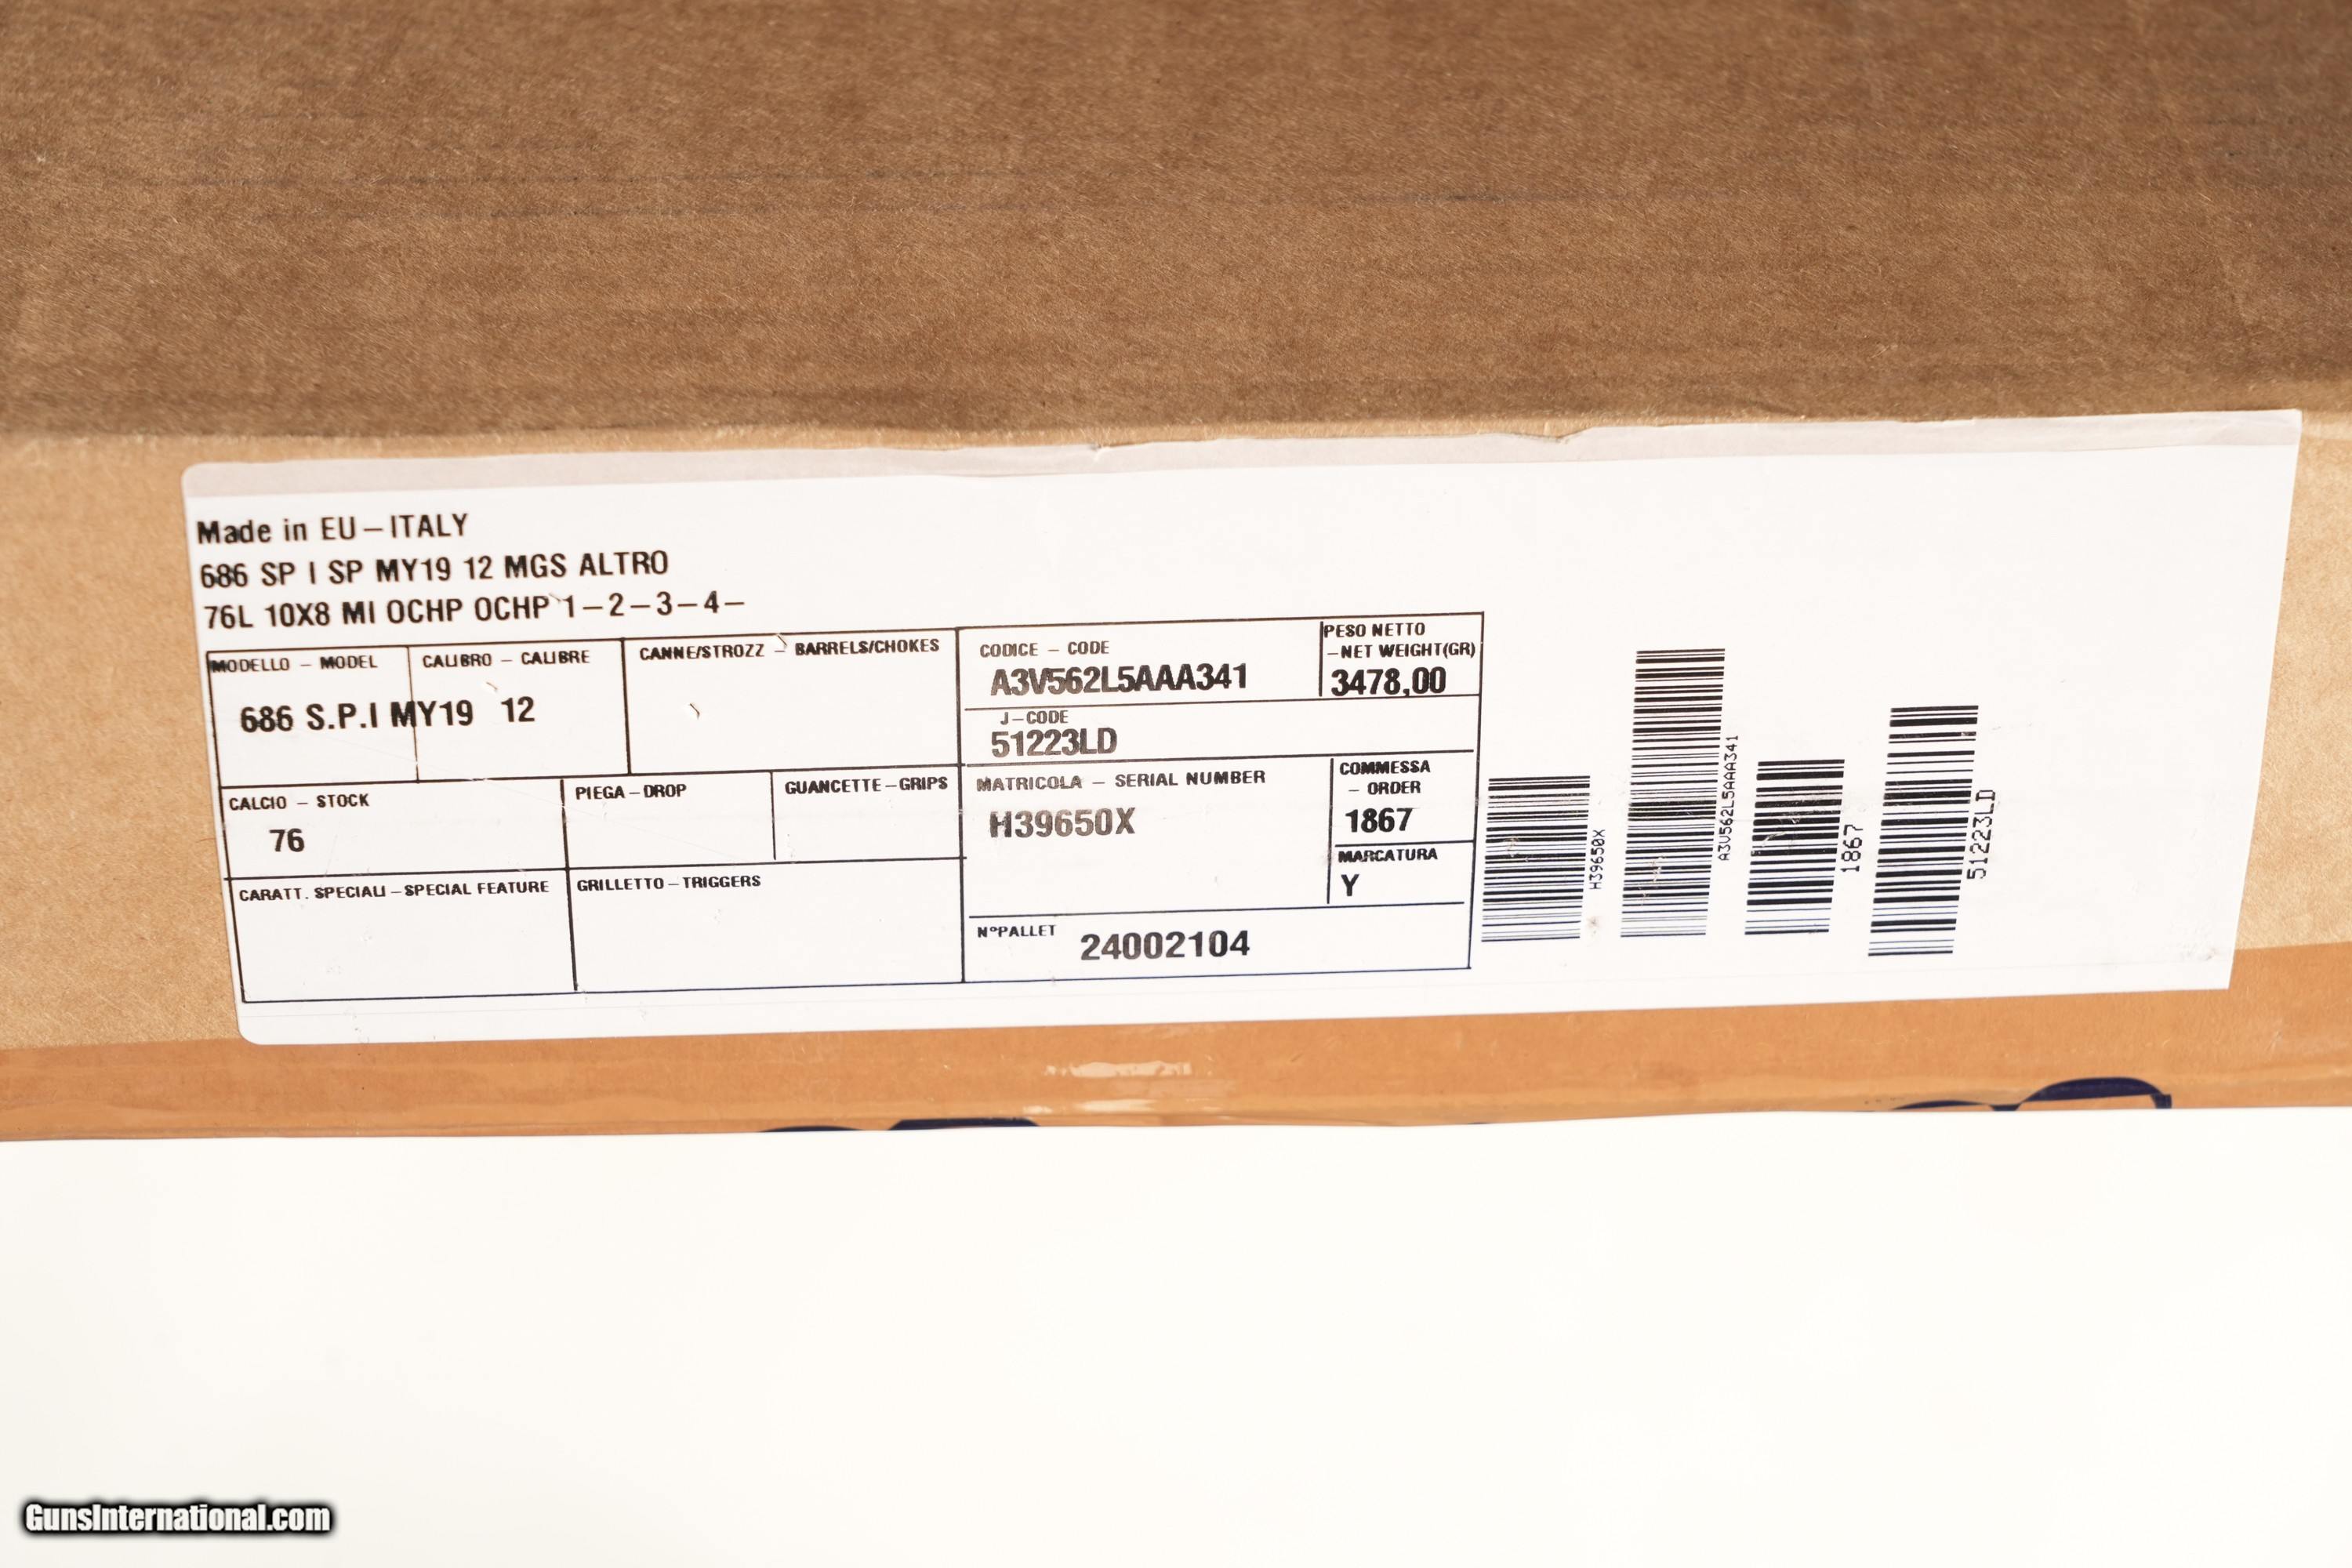 Made in EU-ITALY
686 SP I SP MY19 12 MGS ALTRO
76L 10X8 MI OCHP OCHP 1-2-3-4-
MODELLO - MODEL
686 S.P.I MY19
CALIBRO - CALIBRE
12
CANNE/STROZZ - BARRELS/CHOKES
CODICE - CODE
A3V562L5AAA341
PESO NETTO
-NET WEIGHT(GR)
3478,00
J-CODE
51223LD
CALCIO - STOCK
76
PIEGA-DROP
GUANCETTE-GRIPS
MATRICOLA - SERIAL NUMBER
H39650X
COMMESSA
- ORDER
1867
MARCATURA
Y
CARATT. SPECIALI-SPECIAL FEATURE
GRILLETTO-TRIGGERS
N°PALLET
24002104
H39650X
A3V562L5AAA341
1867
51223LD
GunsInternational.com